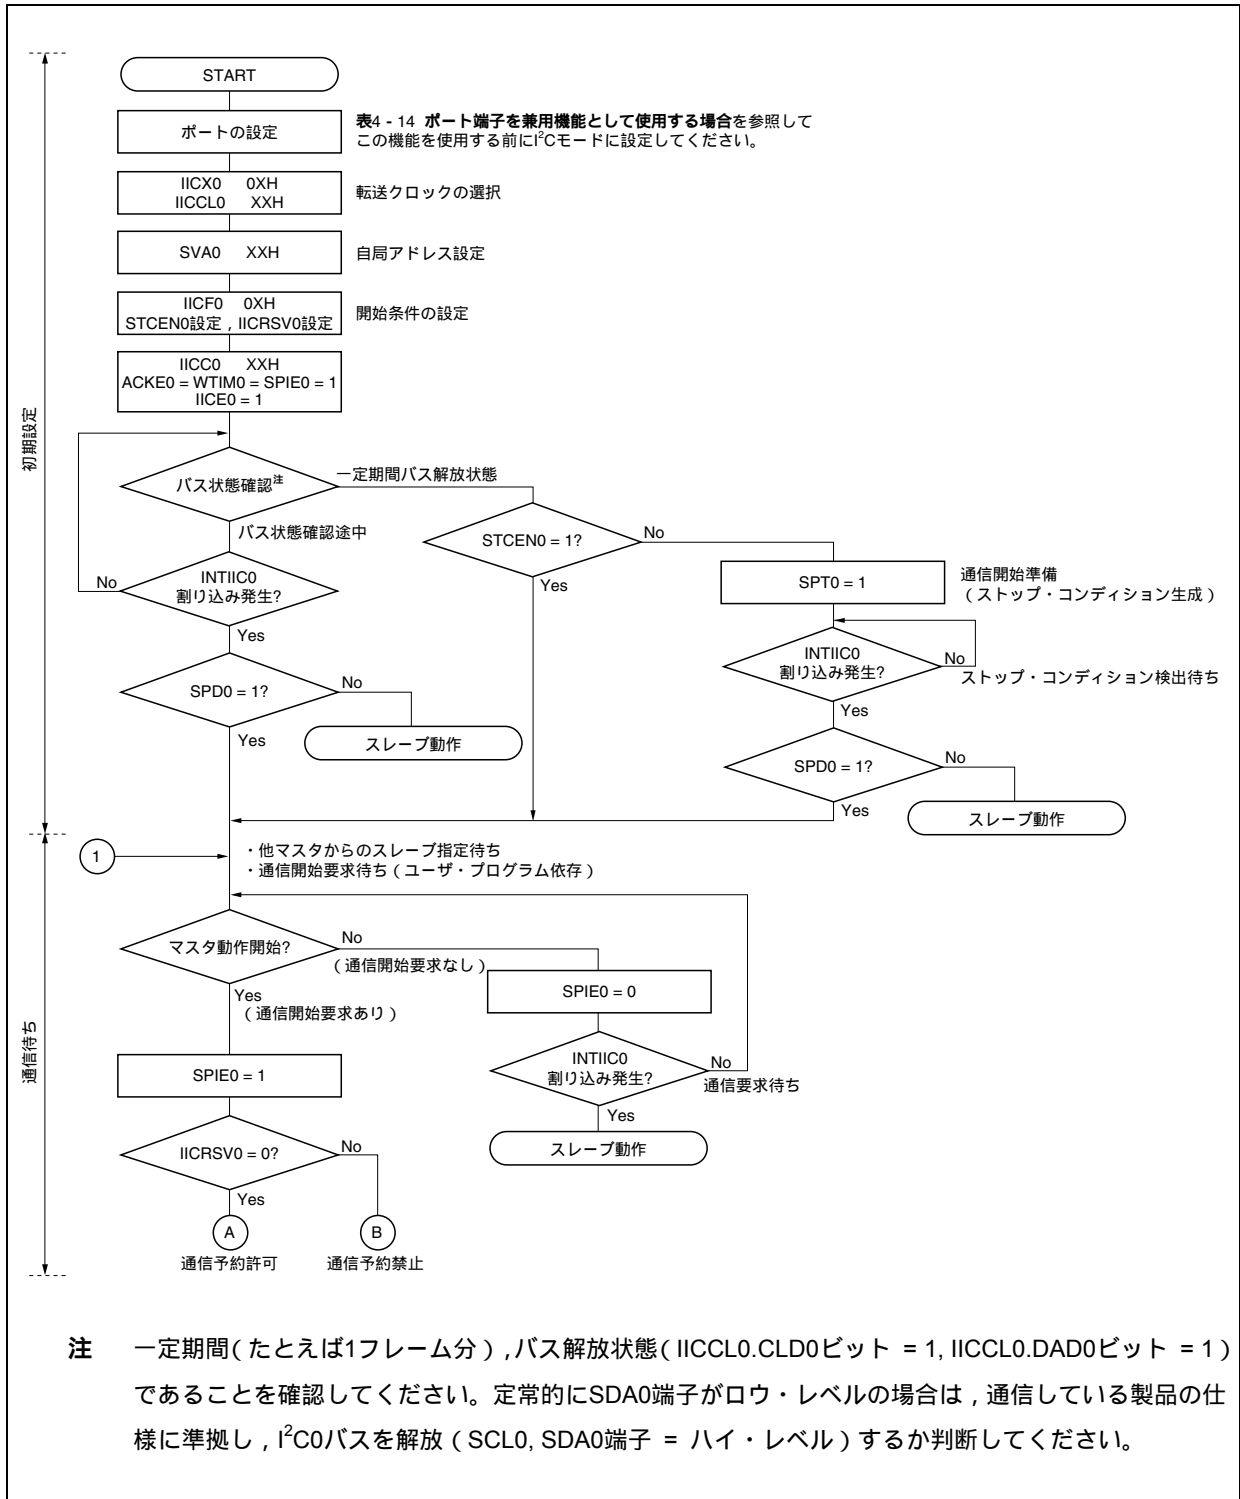 START
ポートの設定
表4 - 14 ポート端子を兼用機能として使用する場合を参照して
この機能を使用する前にI²Cモードに設定してください。
IICX0 0XH
IICCL0 XXH
転送クロックの選択
SVA0 XXH
自局アドレス設定
IICF0 0XH
STCEN0設定，IICRSV0設定
開始条件の設定
IICC0 XXH
ACKE0 = WTIM0 = SPIE0 = 1
IICE0 = 1
初期設定
バス状態確認注
一定期間バス解放状態
バス状態確認途中
STCEN0 = 1?
No
Yes
INTIIC0
割り込み発生?
No
Yes
SPT0 = 1
通信開始準備
（ストップ・コンディション生成）
INTIIC0
割り込み発生?
No
ストップ・コンディション検出待ち
Yes
SPD0 = 1?
No
Yes
スレーブ動作
SPD0 = 1?
No
Yes
スレーブ動作
1
・他マスタからのスレーブ指定待ち
・通信開始要求待ち（ユーザ・プログラム依存）
通信待ち
マスタ動作開始?
No
（通信開始要求なし）
Yes
（通信開始要求あり）
SPIE0 = 0
INTIIC0
割り込み発生?
No
通信要求待ち
Yes
スレーブ動作
SPIE0 = 1
IICRSV0 = 0?
No
Yes
A
B
通信予約許可
通信予約禁止
注 一定期間（たとえば1フレーム分），バス解放状態（IICCL0.CLD0ビット = 1, IICCL0.DAD0ビット = 1）
であることを確認してください。定常的にSDA0端子がロウ・レベルの場合は，通信している製品の仕
様に準拠し，I²C0バスを解放（SCL0, SDA0端子 = ハイ・レベル）するか判断してください。